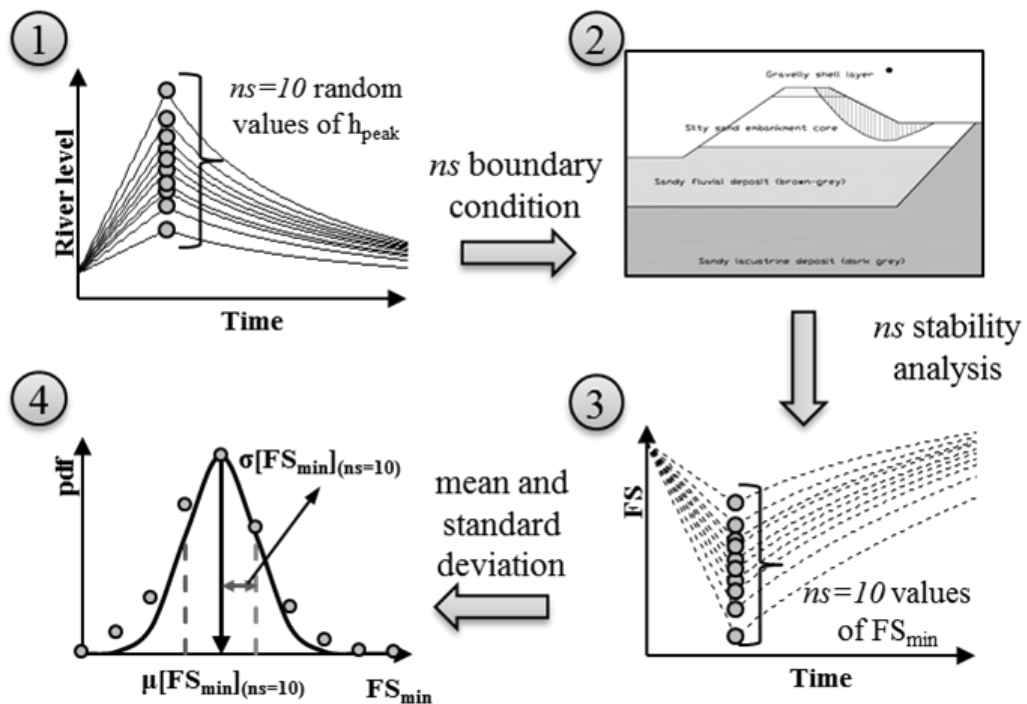 1
ns=10 random
values of hpeak
River level
Time
ns boundary
condition
2
Gravelly shell layer
Silty sand embankment core
Sandy fluvial deposit (brown-grey)
Sandy lacustrine deposit (dark grey)
ns stability
analysis
3
FS
ns=10 values
of FSmin
Time
mean and
standard
deviation
4
pdf
σ[FSmin](ns=10)
μ[FSmin](ns=10)
FSmin